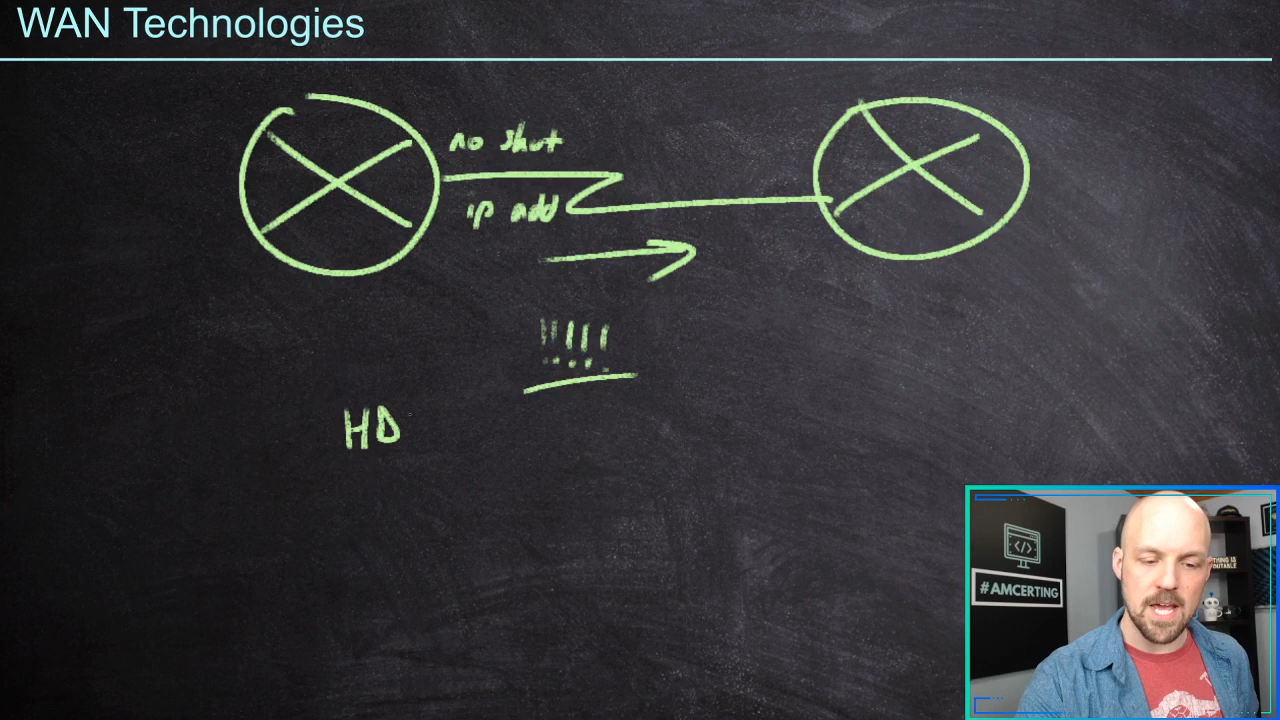 WAN Technologies
no shut
ip add
!!!!!
HD
</>
#AMCERTING